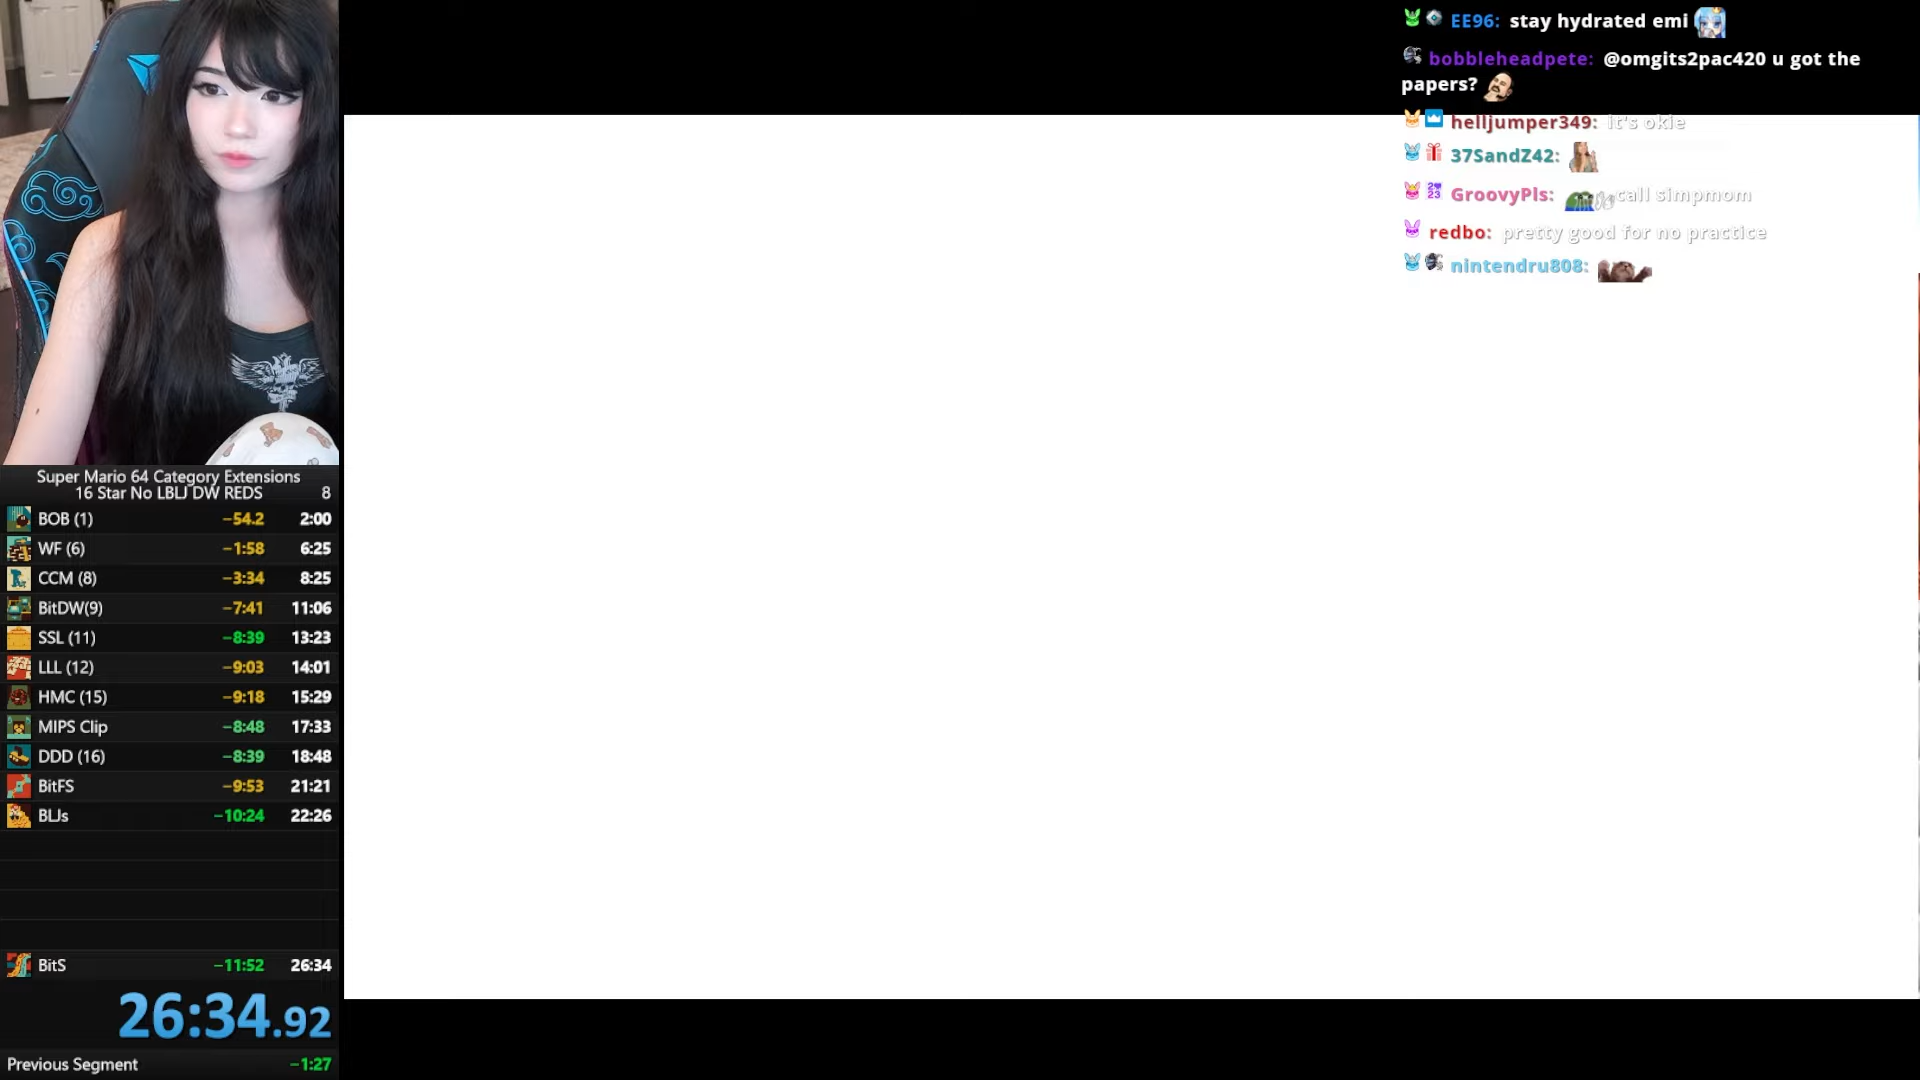 EE96: stay hydrated emi
bobbleheadpete: @omgits2pac420 u got the
papers?
helljumper349: it's okie
37SandZ42:
GroovyPls: call simpmom
redbo: pretty good for no practice
nintendru808:
Super Mario 64 Category Extensions
16 Star No LBLJ DW REDS 8
BOB (1) −54.2 2:00
WF (6) −1:58 6:25
CCM (8) −3:34 8:25
BitDW(9) −7:41 11:06
SSL (11) −8:39 13:23
LLL (12) −9:03 14:01
HMC (15) −9:18 15:29
MIPS Clip −8:48 17:33
DDD (16) −8:39 18:48
BitFS −9:53 21:21
BLJs −10:24 22:26
BitS −11:52 26:34
26:34.92
Previous Segment −1:27